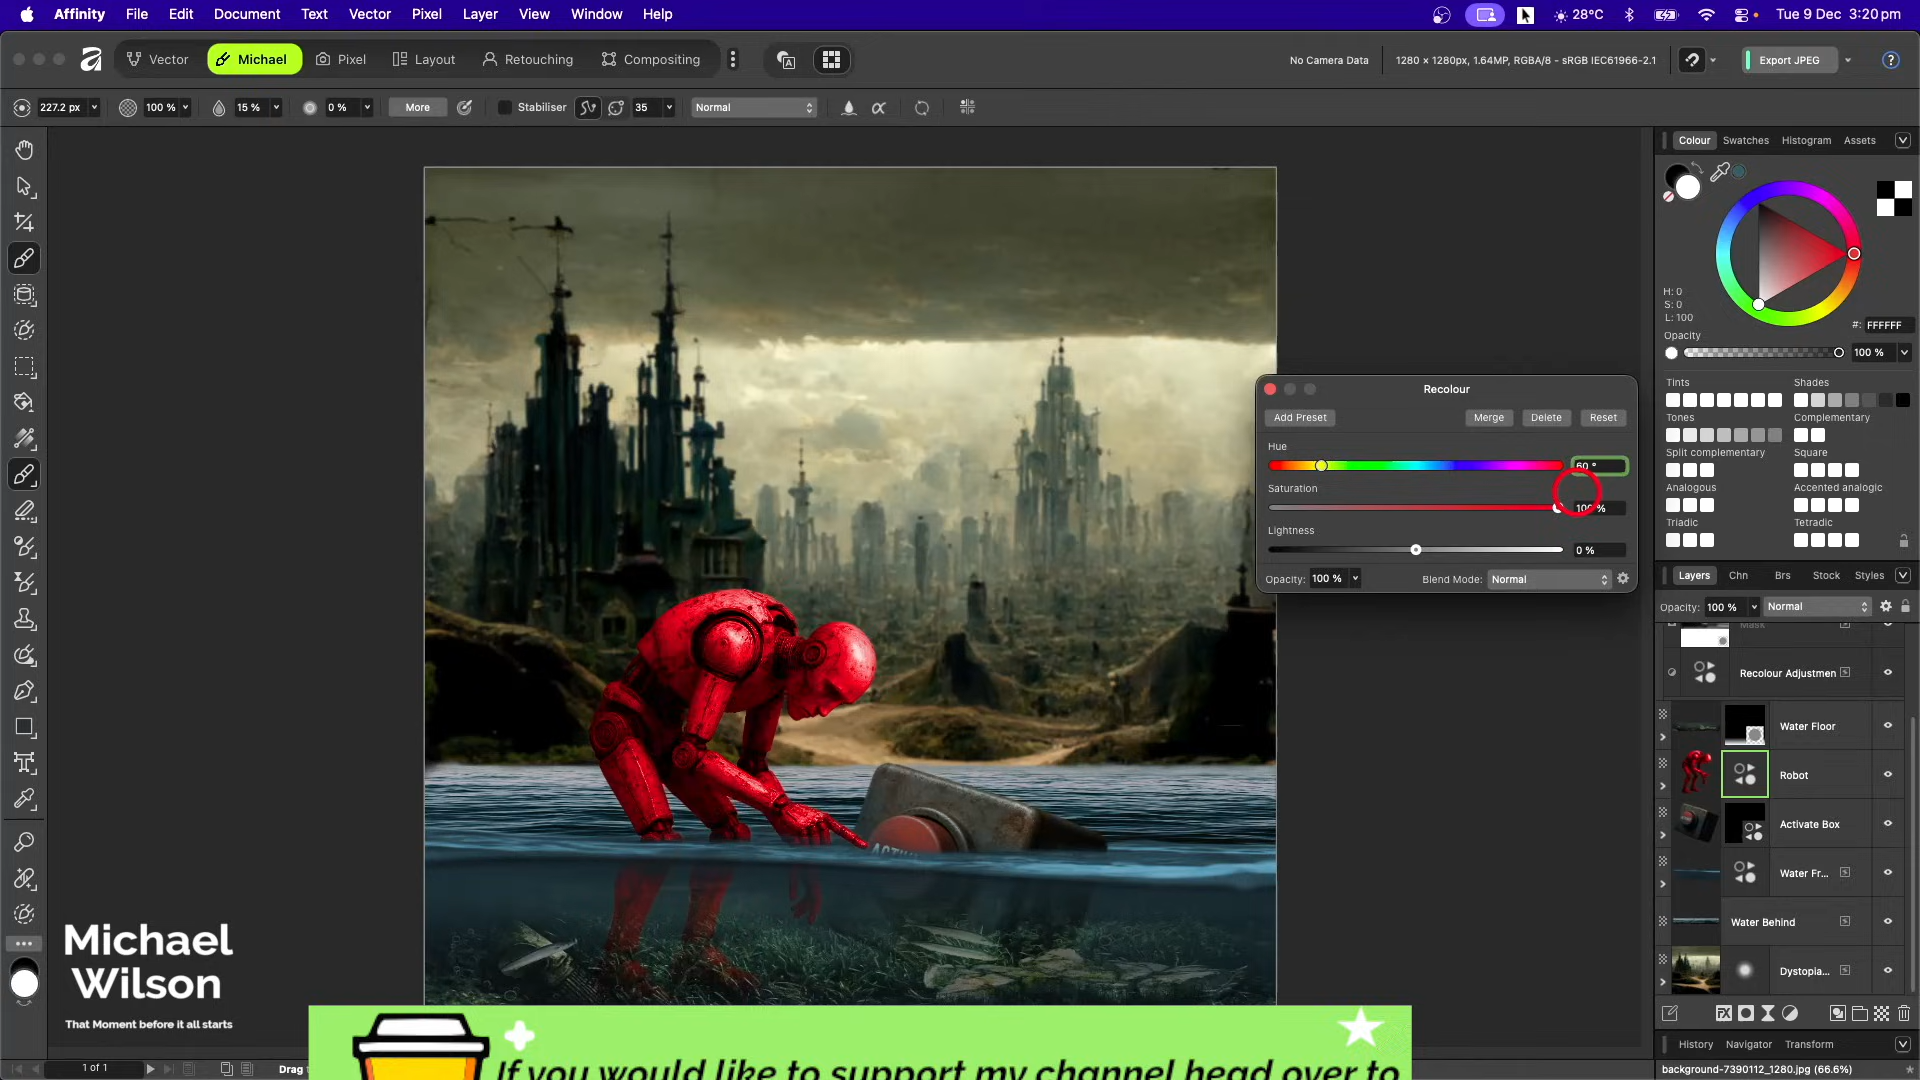 Affinity File Edit Document Text Vector Pixel Layer View Window Help
28°C Tue 9 Dec 3:20 pm
Vector Michael Pixel Layout Retouching Compositing
No Camera Data 1280 × 1280px, 1.64MP, RGBA/8 - sRGB IEC61966-2.1 Export JPEG
227.2 px 100 % 15 % 0 % More Stabiliser 35 Normal
Colour Swatches Histogram Assets
H: 0
S: 0
L: 100
#: FFFFFF
Opacity
100 %
Tints Shades
Tones Complementary
Split complementary Square
Analogous Accented analogic
Triadic Tetradic
Recolour
Add Preset Merge Delete Reset
Hue
60 °
Saturation
100 %
Lightness
0 %
Opacity: 100 % Blend Mode: Normal
Layers Chn Brs Stock Styles
Opacity: 100 % Normal
Mask
Recolour Adjustmen
Water Floor
Robot
Activate Box
Water Fr...
Water Behind
Dystopia...
History Navigator Transform
background-7390112_1280.jpg (66.6%)
Michael
Wilson
That Moment before it all starts
If you would like to support my channel head over to
1 of 1 Drag